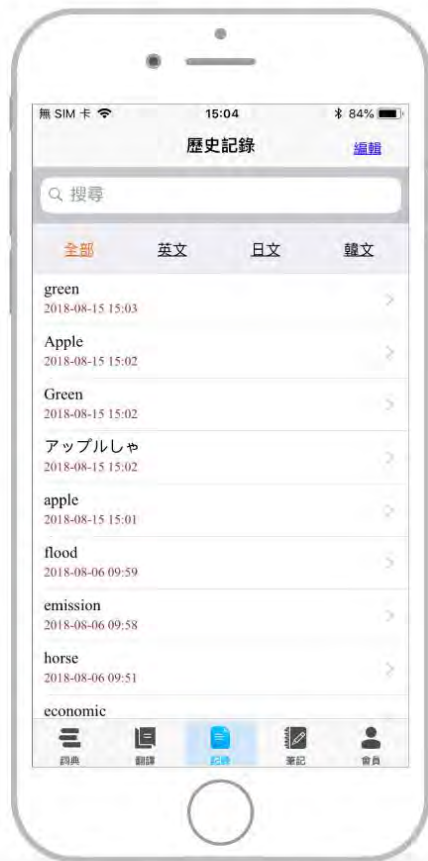 無 SIM 卡 15:04 84%
歷史記錄 編輯
搜尋
全部 英文 日文 韓文
green
2018-08-15 15:03
Apple
2018-08-15 15:02
Green
2018-08-15 15:02
アップルしゃ
2018-08-15 15:02
apple
2018-08-15 15:01
flood
2018-08-06 09:59
emission
2018-08-06 09:58
horse
2018-08-06 09:51
economic
詞典 翻譯 記錄 筆記 會員